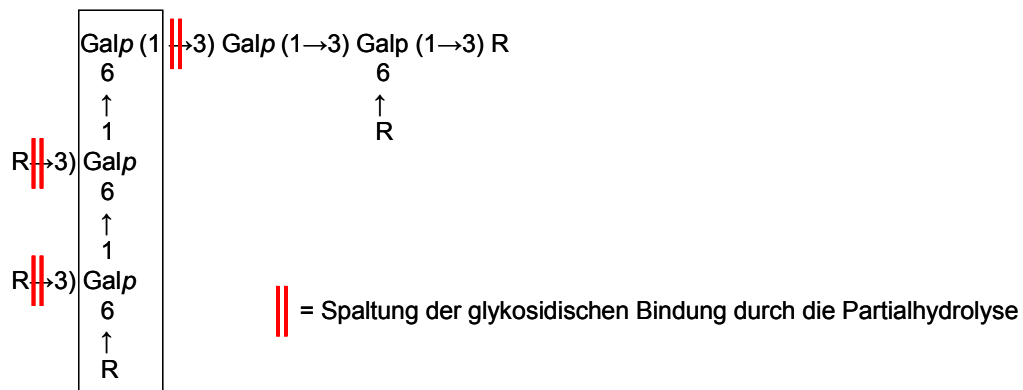 Galp (1→3) Galp (1→3) Galp (1→3) R
6 6
↑ ↑
1 R
R→3) Galp
6
↑
1
R→3) Galp
6
↑
R
= Spaltung der glykosidischen Bindung durch die Partialhydrolyse